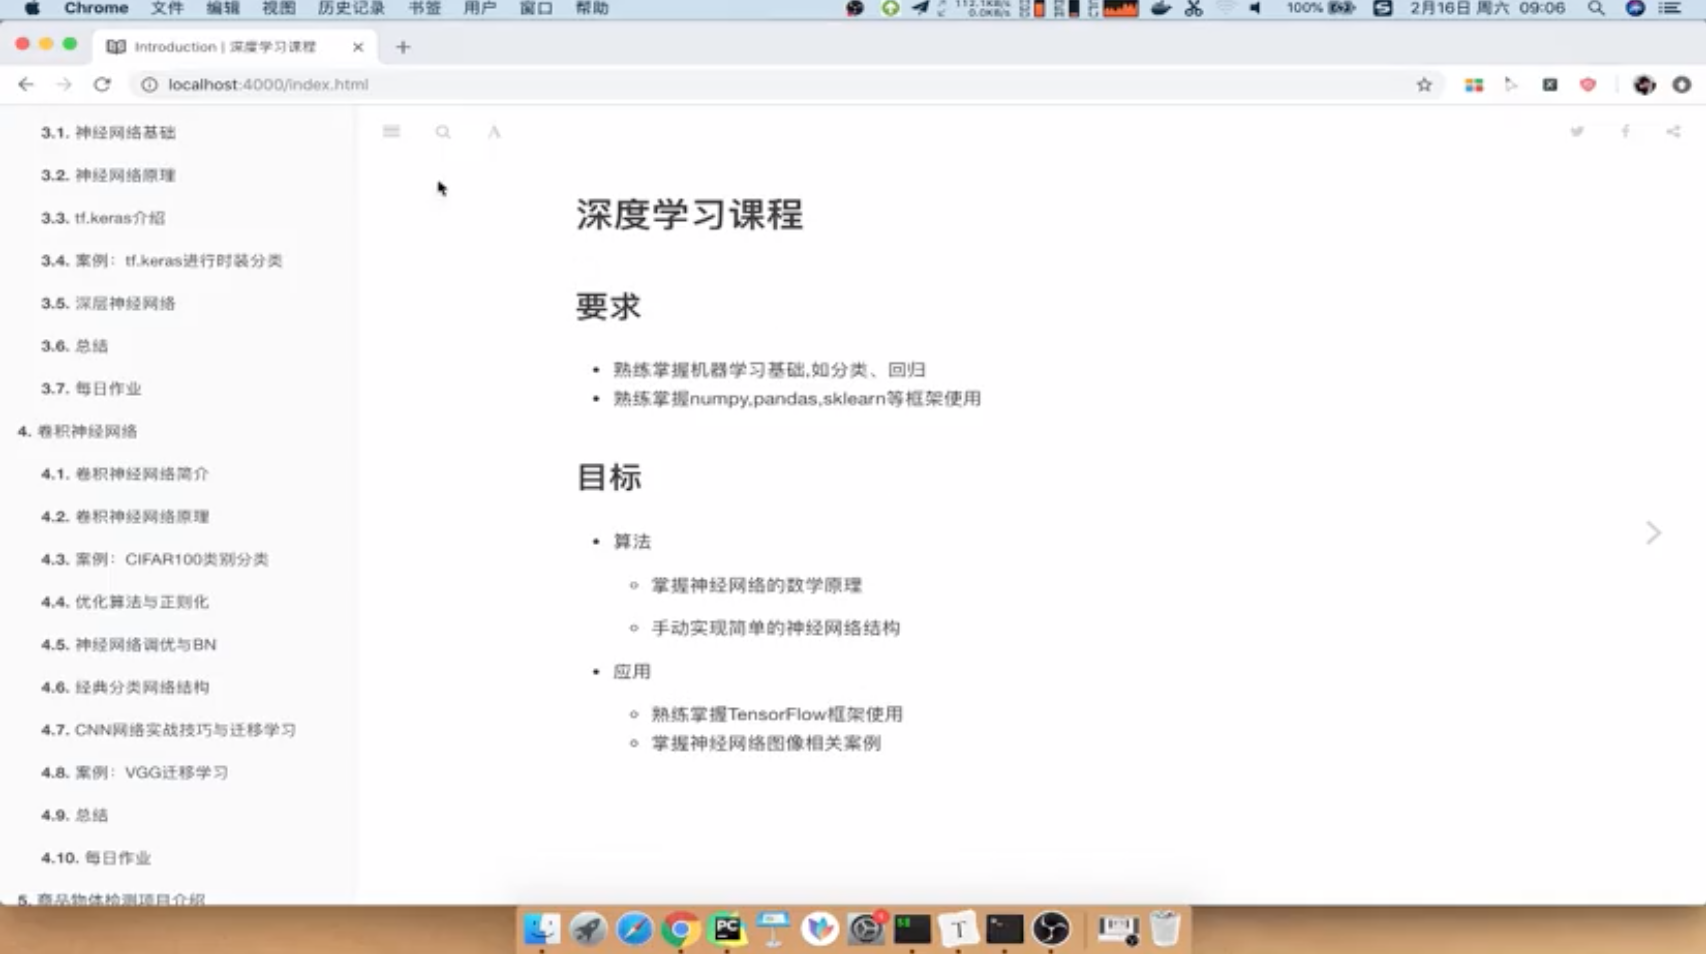 Chrome 文件 编辑 视图 历史记录 书签 用户 窗口 帮助
112.1KB/s
0.0KB/s
100% 2月16日 周六 09:06
Introduction | 深度学习课程
localhost:4000/index.html
3.1. 神经网络基础
3.2. 神经网络原理
3.3. tf.keras介绍
3.4. 案例：tf.keras进行时装分类
3.5. 深层神经网络
3.6. 总结
3.7. 每日作业
4. 卷积神经网络
4.1. 卷积神经网络简介
4.2. 卷积神经网络原理
4.3. 案例：CIFAR100类别分类
4.4. 优化算法与正则化
4.5. 神经网络调优与BN
4.6. 经典分类网络结构
4.7. CNN网络实战技巧与迁移学习
4.8. 案例：VGG迁移学习
4.9. 总结
4.10. 每日作业
5. 商品物体检测项目介绍
深度学习课程
要求
• 熟练掌握机器学习基础,如分类、回归
• 熟练掌握numpy,pandas,sklearn等框架使用
目标
• 算法
◦ 掌握神经网络的数学原理
◦ 手动实现简单的神经网络结构
• 应用
◦ 熟练掌握TensorFlow框架使用
◦ 掌握神经网络图像相关案例
PC
T